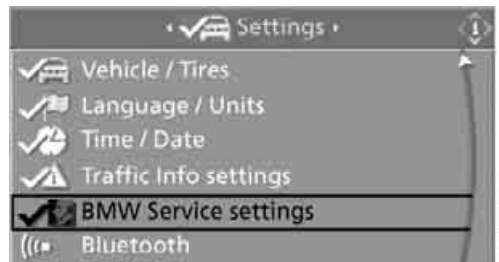 Settings
Vehicle / Tires
Language / Units
Time / Date
Traffic Info settings
BMW Service settings
Bluetooth